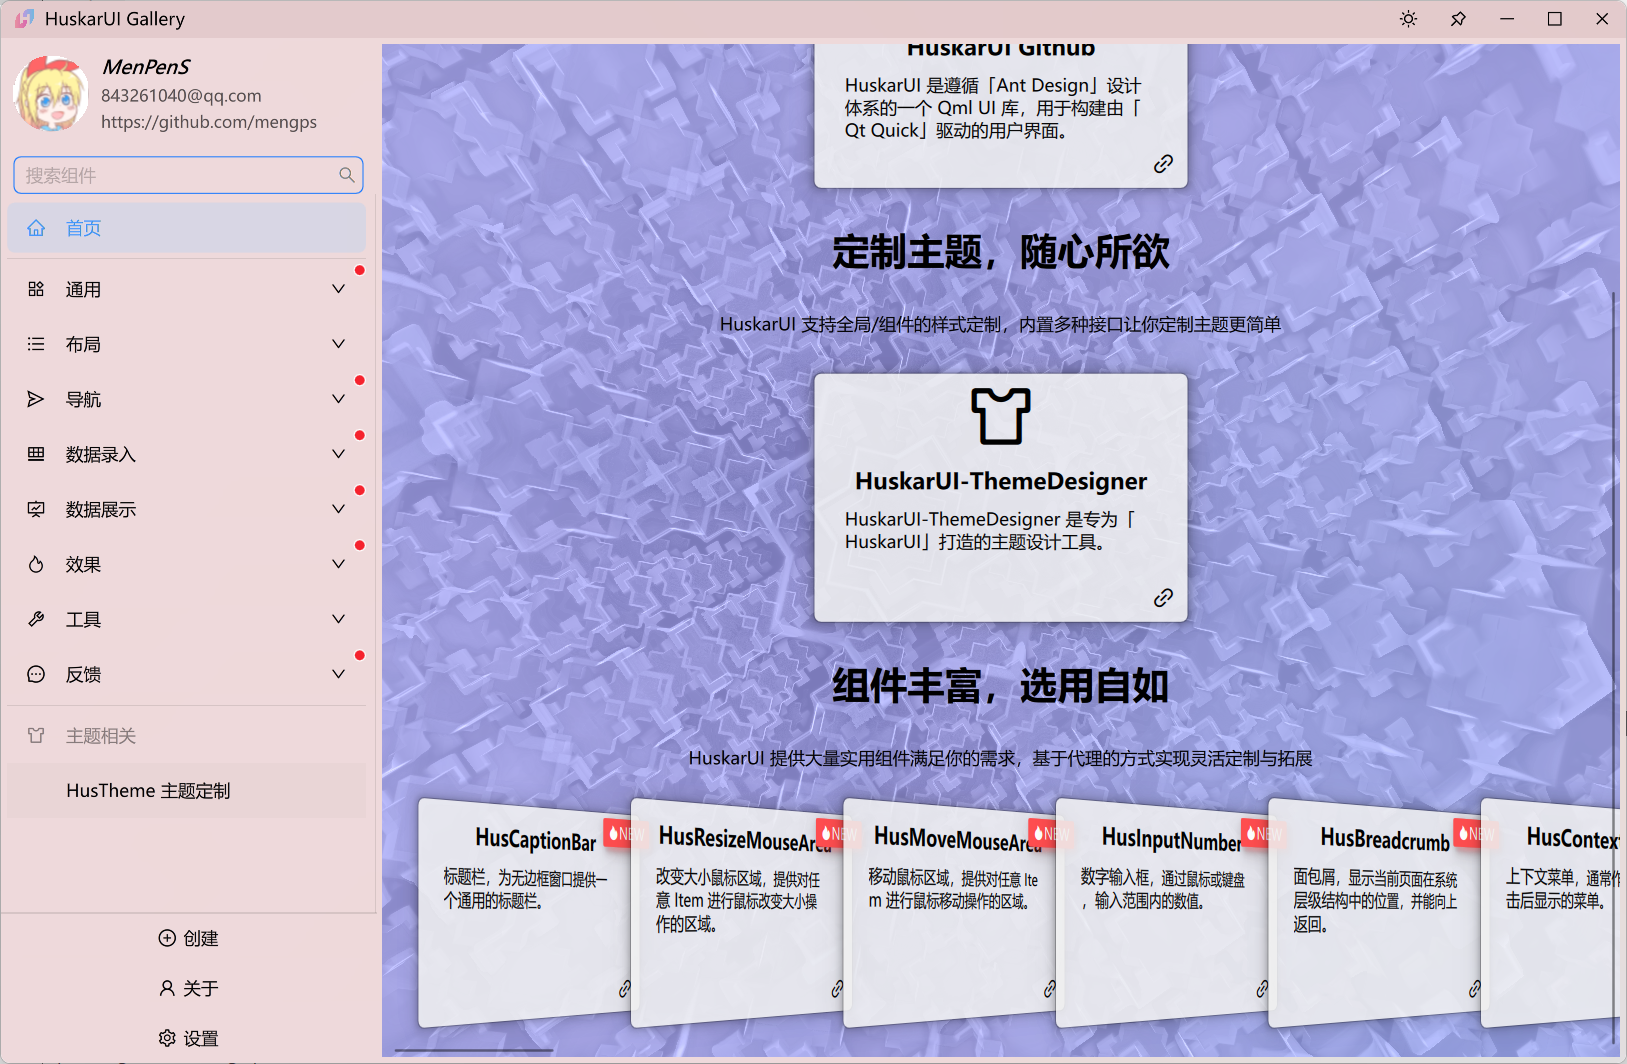 HuskarUI Gallery
MenPenS
843261040@qq.com
https://github.com/mengps
搜索组件
首页
通用
布局
导航
数据录入
数据展示
效果
工具
反馈
主题相关
HusTheme 主题定制
创建
关于
设置
HuskarUI Github
HuskarUI 是遵循「Ant Design」设计
体系的一个 Qml UI 库，用于构建由「
Qt Quick」驱动的用户界面。
定制主题，随心所欲
HuskarUI 支持全局/组件的样式定制，内置多种接口让你定制主题更简单
HuskarUI-ThemeDesigner
HuskarUI-ThemeDesigner 是专为「
HuskarUI」打造的主题设计工具。
组件丰富，选用自如
HuskarUI 提供大量实用组件满足你的需求，基于代理的方式实现灵活定制与拓展
HusCaptionBar
NEW
标题栏，为无边框窗口提供一
个通用的标题栏。
HusResizeMouseArea
NEW
改变大小鼠标区域，提供对任
意 Item 进行鼠标改变大小操
作的区域。
HusMoveMouseArea
NEW
移动鼠标区域，提供对任意 Ite
m 进行鼠标移动操作的区域。
HusInputNumber
NEW
数字输入框，通过鼠标或键盘
，输入范围内的数值。
HusBreadcrumb
NEW
面包屑，显示当前页面在系统
层级结构中的位置，并能向上
返回。
HusContext
上下文菜单，通常作
击后显示的菜单。